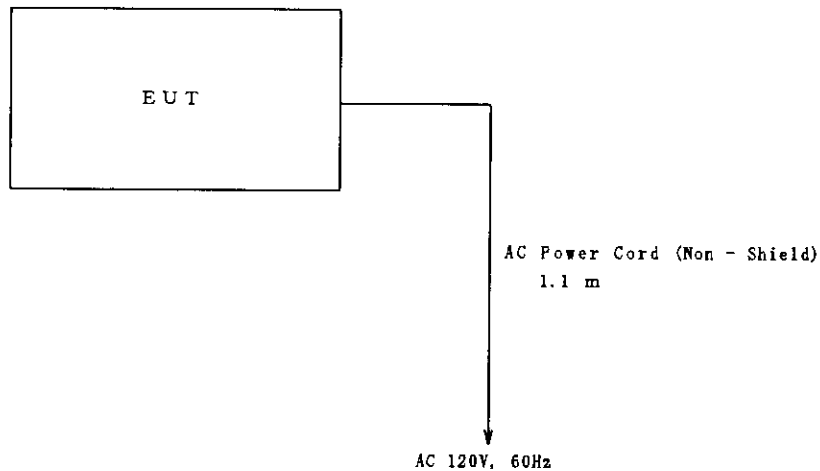 EUT
AC Power Cord (Non - Shield)
1.1 m
AC 120V, 60Hz